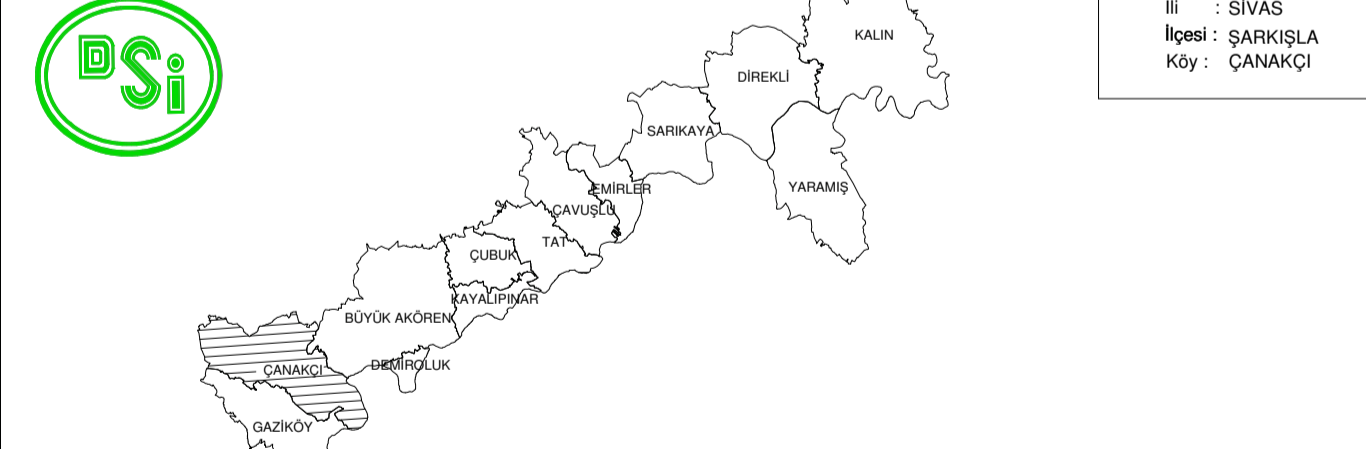 DSi
İli : SİVAS
İlçesi : ŞARKIŞLA
Köy : ÇANAKÇI
KALIN
DİREKLİ
SARIKAYA
YARAMIŞ
EMİRLER
ÇAVUŞLU
TAT
ÇUBUK
KAYALIPINAR
BÜYÜK AKÖREN
DEMİROLUK
ÇANAKÇI
GAZİKÖY